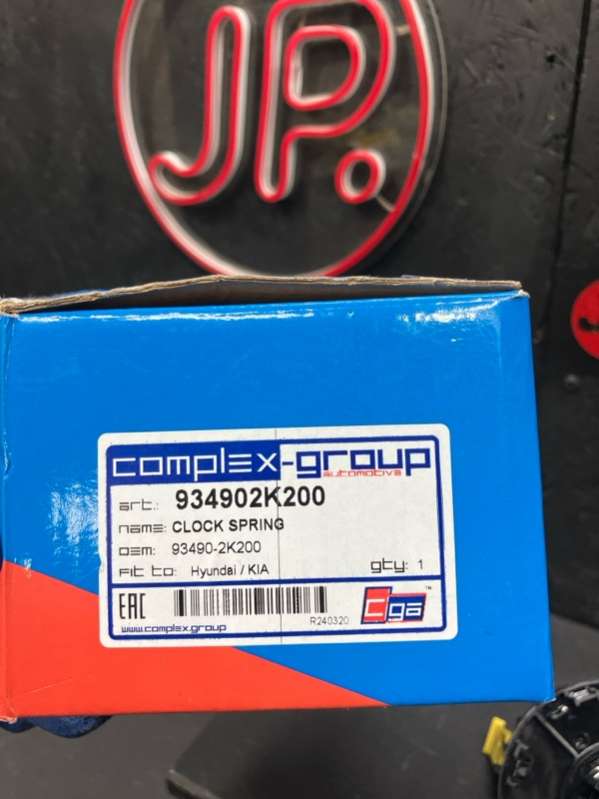 JP.
complex-group
automotive
art.: 934902K200
name: CLOCK SPRING
oem: 93490-2K200
Fit to: Hyundai / KIA qty: 1
EAC
R240320
cga ™
www.complex.group